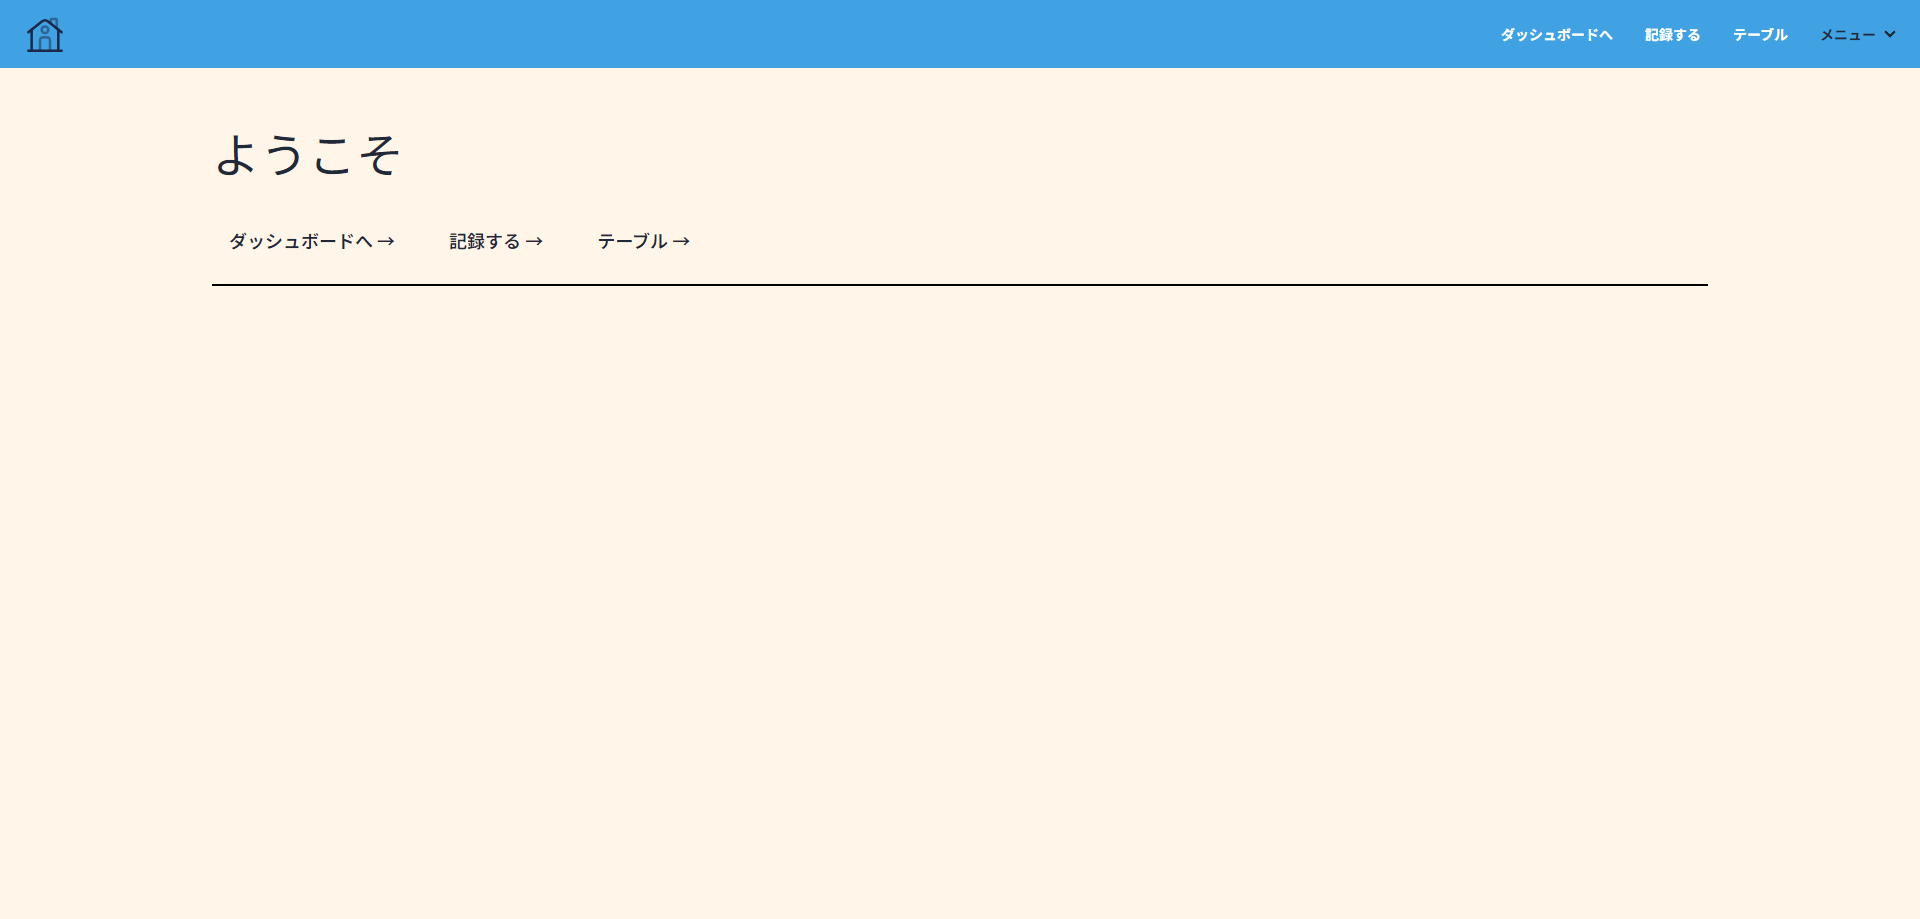 ダッシュボードへ 記録する テーブル メニュー
ようこそ
ダッシュボードへ → 記録する → テーブル →